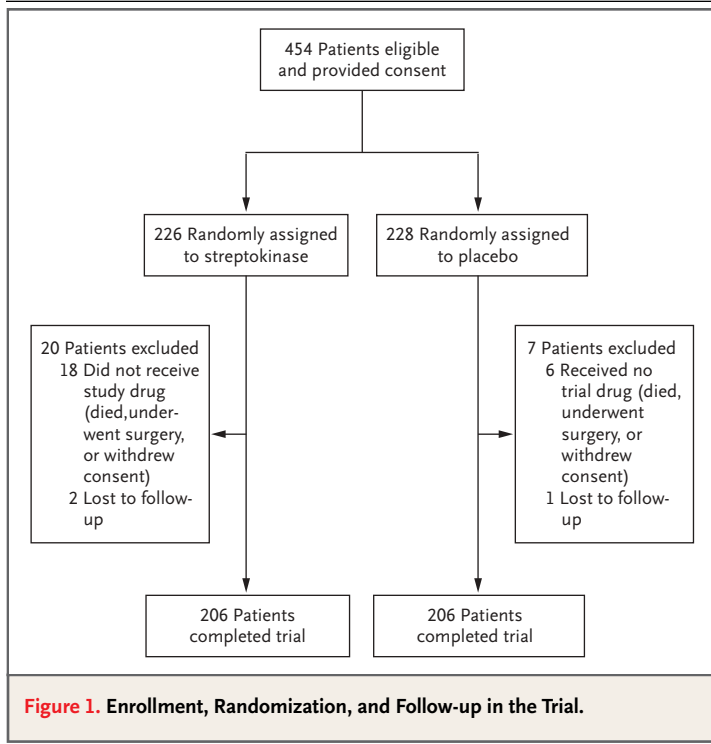 454 Patients eligible
and provided consent
226 Randomly assigned
to streptokinase
228 Randomly assigned
to placebo
20 Patients excluded
18 Did not receive
study drug
(died,under-
went surgery,
or withdrew
consent)
2 Lost to follow-
up
7 Patients excluded
6 Received no
trial drug (died,
underwent
surgery, or
withdrew
consent)
1 Lost to follow-
up
206 Patients
completed trial
206 Patients
completed trial
Figure 1. Enrollment, Randomization, and Follow-up in the Trial.